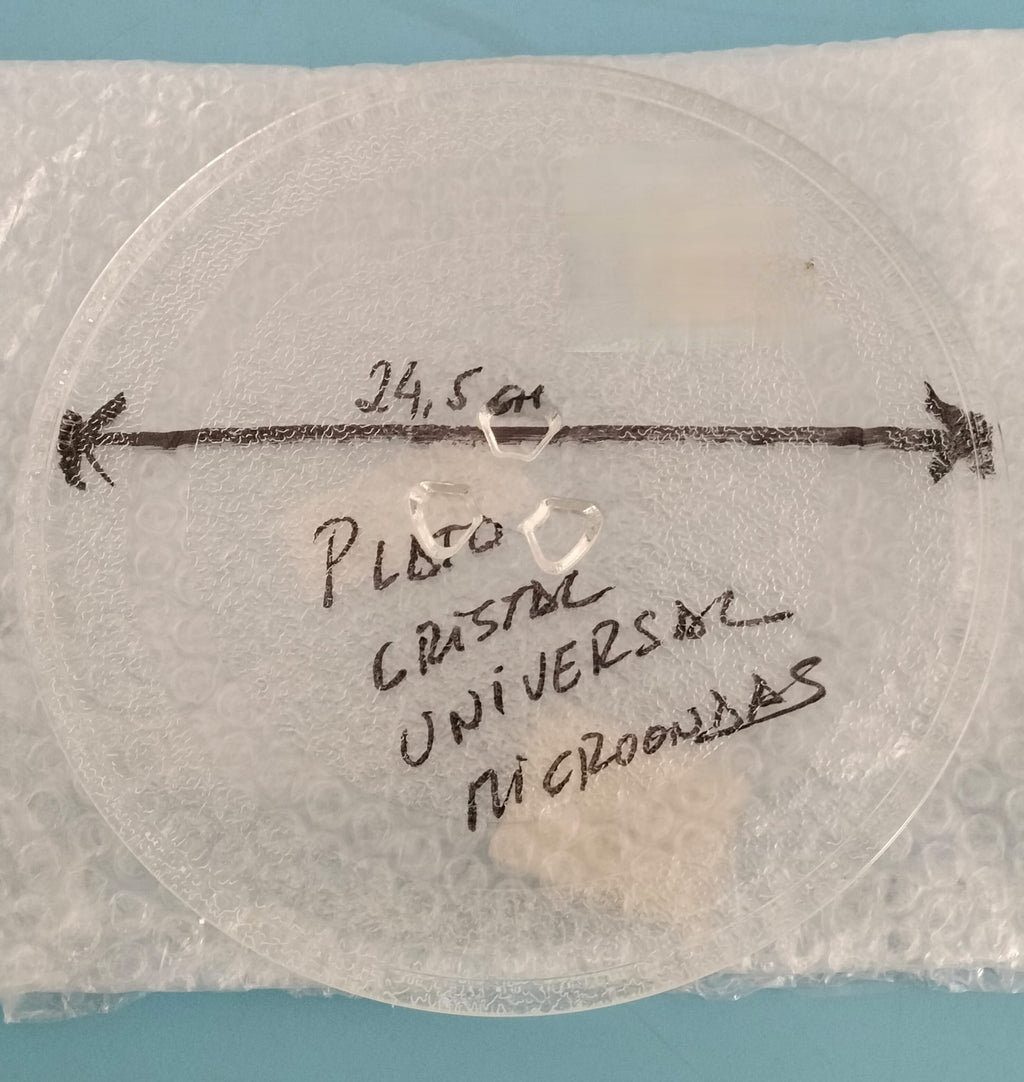 24,5 cm
PLATO
CRiSTAL
UNiVERSAL
MiCROONDAS